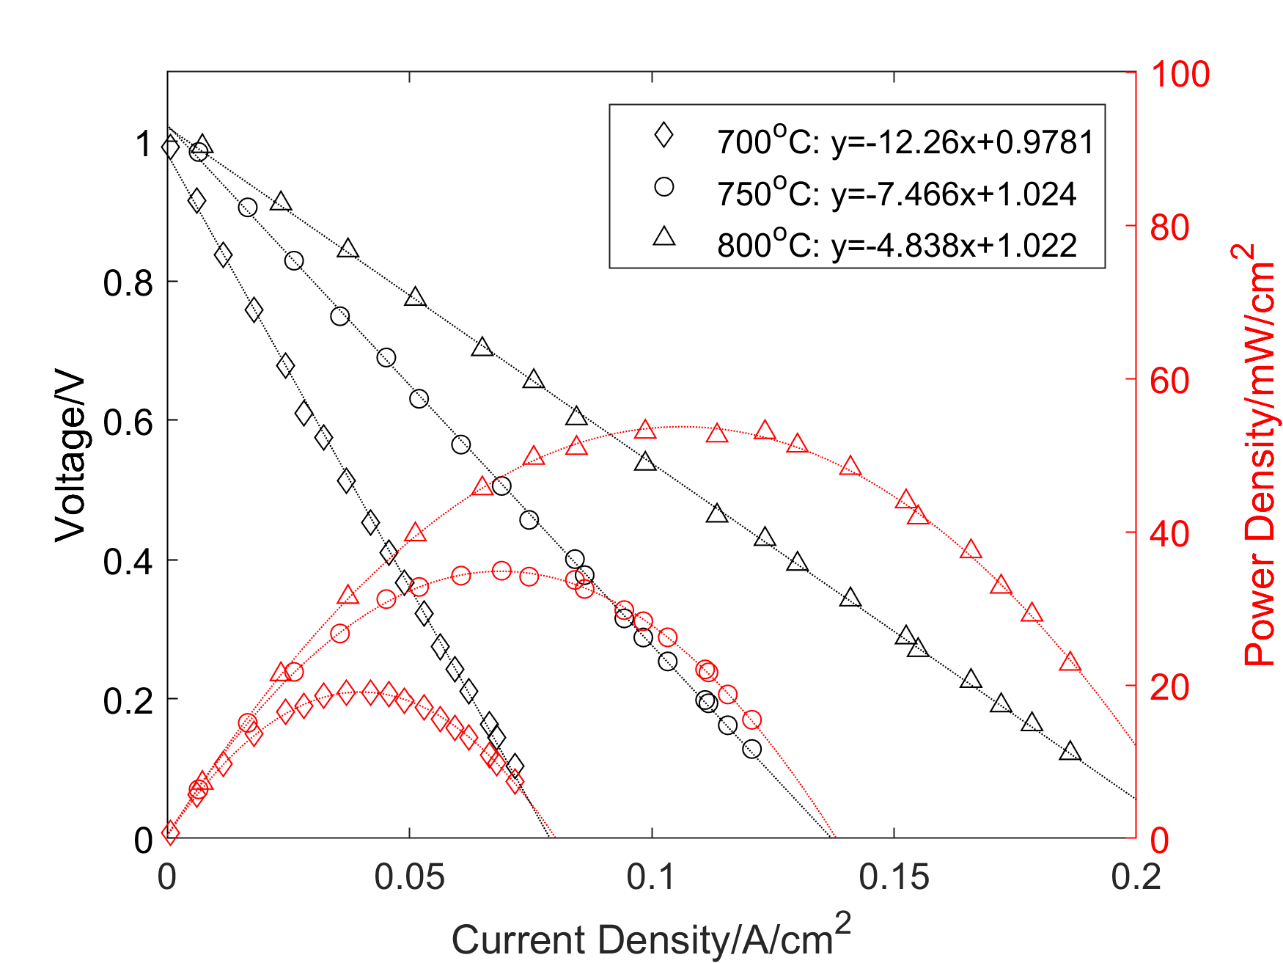 100
700°C: y=-12.26x+0.9781
1
750°C: y=-7.466x+1.024
80
800°C: y=-4.838x+1.022
0.8
60
0.6
Voltage/V
Power Density/mW/cm²
0.4
40
0.2
20
0
0
0
0.05
0.1
0.15
0.2
Current Density/A/cm²